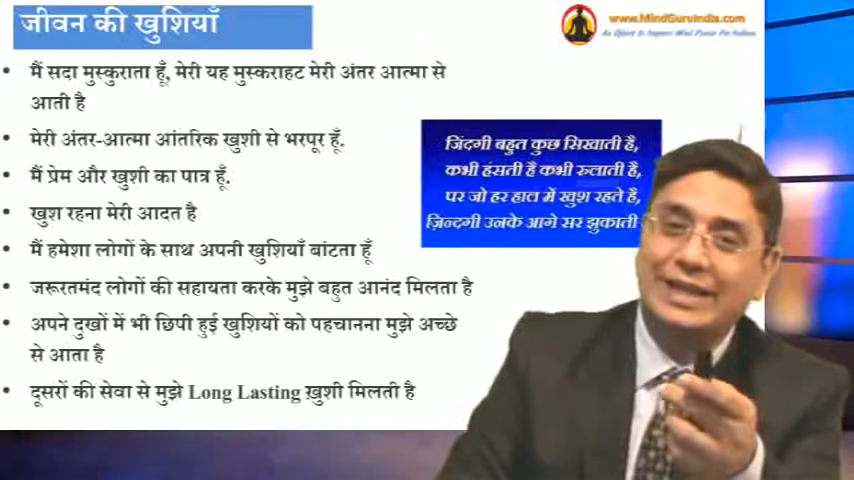 जीवन की खुशियाँ
www.MindGuruIndia.com
An Effort to Improve Mind Power For Indians
• मैं सदा मुस्कुराता हूँ, मेरी यह मुस्कराहट मेरी अंतर आत्मा से
आती है
• मेरी अंतर-आत्मा आंतरिक खुशी से भरपूर हूँ.
• मैं प्रेम और खुशी का पात्र हूँ.
• खुश रहना मेरी आदत है
• मैं हमेशा लोगों के साथ अपनी खुशियाँ बांटता हूँ
• जरूरतमंद लोगों की सहायता करके मुझे बहुत आनंद मिलता है
• अपने दुखों में भी छिपी हुई खुशियों को पहचानना मुझे अच्छे
से आता है
• दूसरों की सेवा से मुझे Long Lasting ख़ुशी मिलती है
जिंदगी बहुत कुछ सिखाती है,
कभी हंसती है कभी रुलाती है,
पर जो हर हाल में खुश रहते है,
ज़िन्दगी उनके आगे सर झुकाती